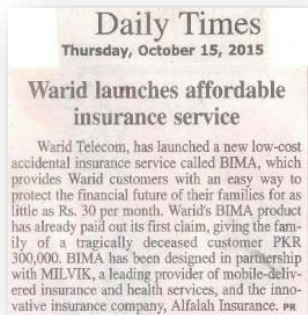 Daily Times
Thursday, October 15, 2015
Warid launches affordable
insurance service
Warid Telecom, has launched a new low-cost
accidental insurance service called BIMA, which
provides Warid customers with an easy way to
protect the financial future of their families for as
little as Rs. 30 per month. Warid's BIMA product
has already paid out its first claim, giving the fam-
ily of a tragically deceased customer PKR
300,000. BIMA has been designed in partnership
with MILVIK, a leading provider of mobile-deliv-
ered insurance and health services, and the inno-
vative insurance company, Alfalah Insurance. PR